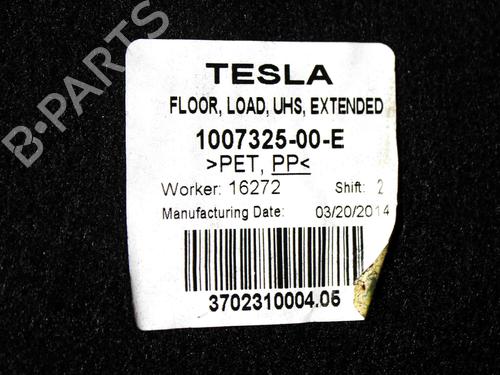 B-PARTS
TESLA
FLOOR, LOAD, UHS, EXTENDED
1007325-00-E
>PET, PP<
Worker: 16272 Shift: 2
Manufacturing Date: 03/20/2014
3702310004.05